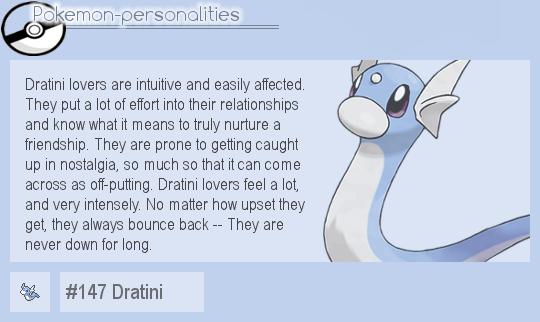 Pokemon-personalities
Dratini lovers are intuitive and easily affected.
They put a lot of effort into their relationships
and know what it means to truly nurture a
friendship. They are prone to getting caught
up in nostalgia, so much so that it can come
across as off-putting. Dratini lovers feel a lot,
and very intensely. No matter how upset they
get, they always bounce back -- They are
never down for long.
#147 Dratini